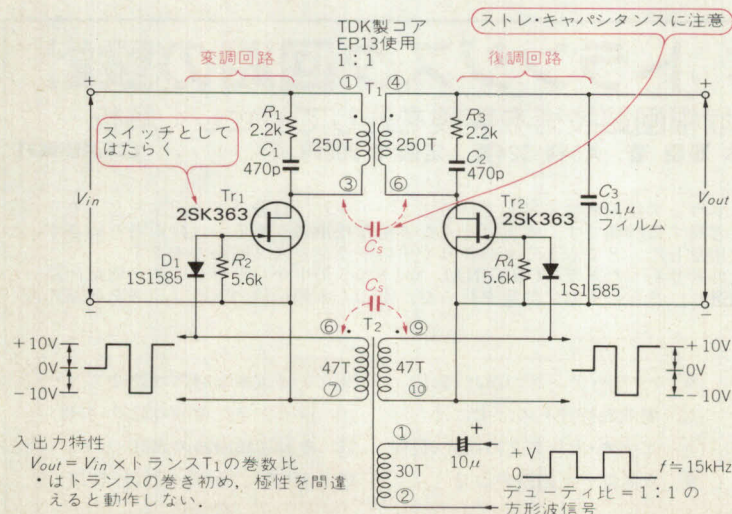 TDK製コア
EP13使用
1：1
ストレ・キャパシタンスに注意
変調回路
復調回路
① T1 ④
+
+
R1
2.2k
R3
2.2k
スイッチとして
はたらく
C1
470p
250T
250T
C2
470p
③
⑥
Vin
Tr1
2SK363
Tr2
2SK363
C3
0.1μ
フィルム
Vout
Cs
D1
1S1585
R2
5.6k
R4
5.6k
1S1585
Cs
−
−
⑥ T2 ⑨
+10V
0V
−10V
47T
47T
+10V
0V
−10V
⑦
⑩
入出力特性
Vout＝Vin×トランスT1の巻数比
・はトランスの巻き初め，極性を間違
えると動作しない．
①
+
10μ
30T
②
+V
0
f≒15kHz
デューティ比＝1：1の
方形波信号